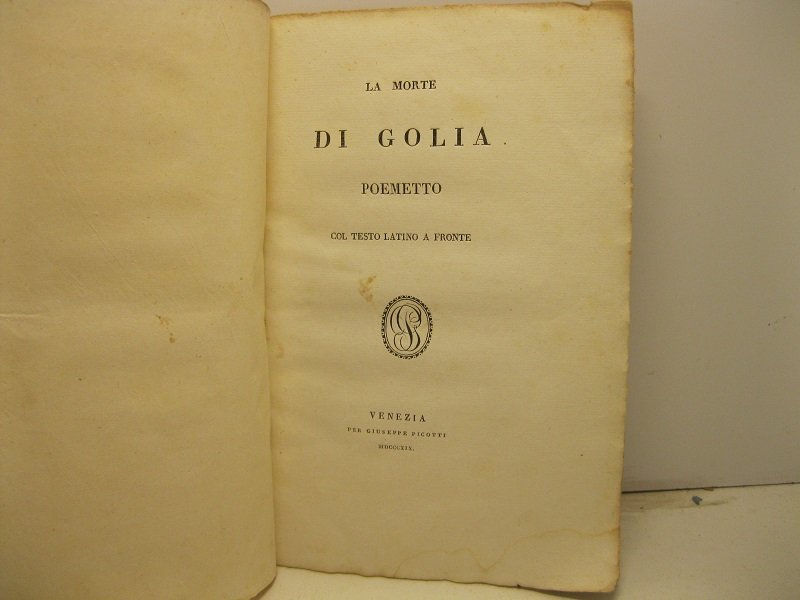 LA MORTE
DI GOLIA
POEMETTO
COL TESTO LATINO A FRONTE
VENEZIA
PER GIUSEPPE PICOTTI
MDCCCXIX.